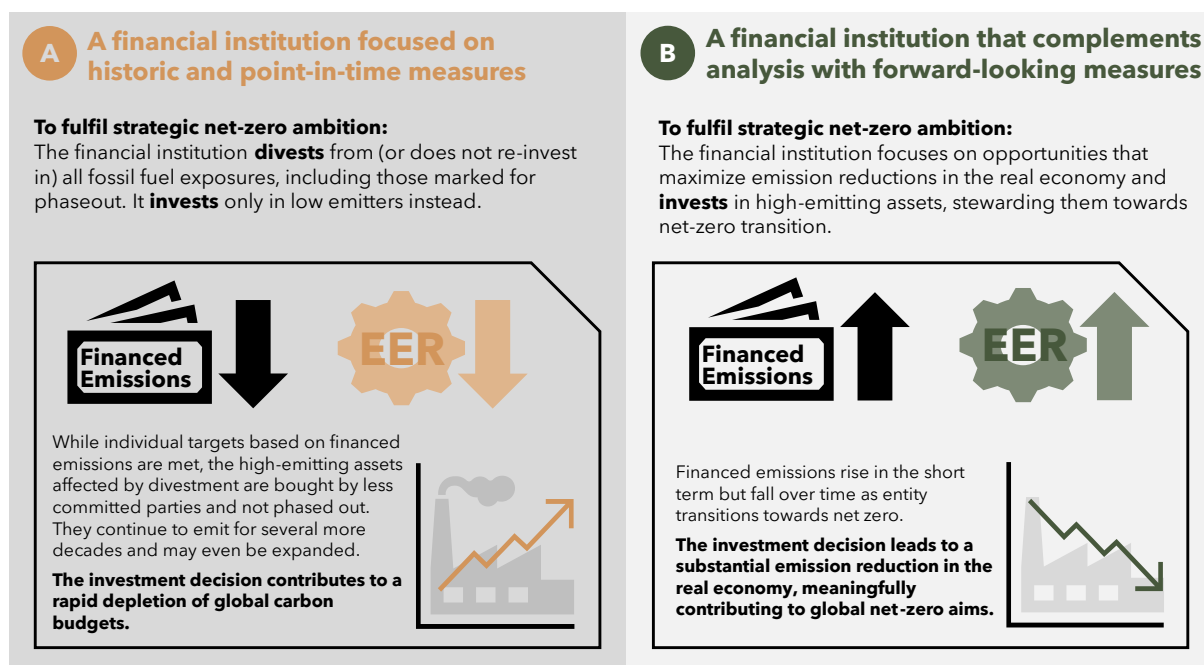 A
A financial institution focused on
historic and point-in-time measures
To fulfil strategic net-zero ambition:
The financial institution divests from (or does not re-invest
in) all fossil fuel exposures, including those marked for
phaseout. It invests only in low emitters instead.
Financed
Emissions
EER
While individual targets based on financed
emissions are met, the high-emitting assets
affected by divestment are bought by less
committed parties and not phased out.
They continue to emit for several more
decades and may even be expanded.
The investment decision contributes to a
rapid depletion of global carbon
budgets.
B
A financial institution that complements
analysis with forward-looking measures
To fulfil strategic net-zero ambition:
The financial institution focuses on opportunities that
maximize emission reductions in the real economy and
invests in high-emitting assets, stewarding them towards
net-zero transition.
Financed
Emissions
EER
Financed emissions rise in the short
term but fall over time as entity
transitions towards net zero.
The investment decision leads to a
substantial emission reduction in the
real economy, meaningfully
contributing to global net-zero aims.